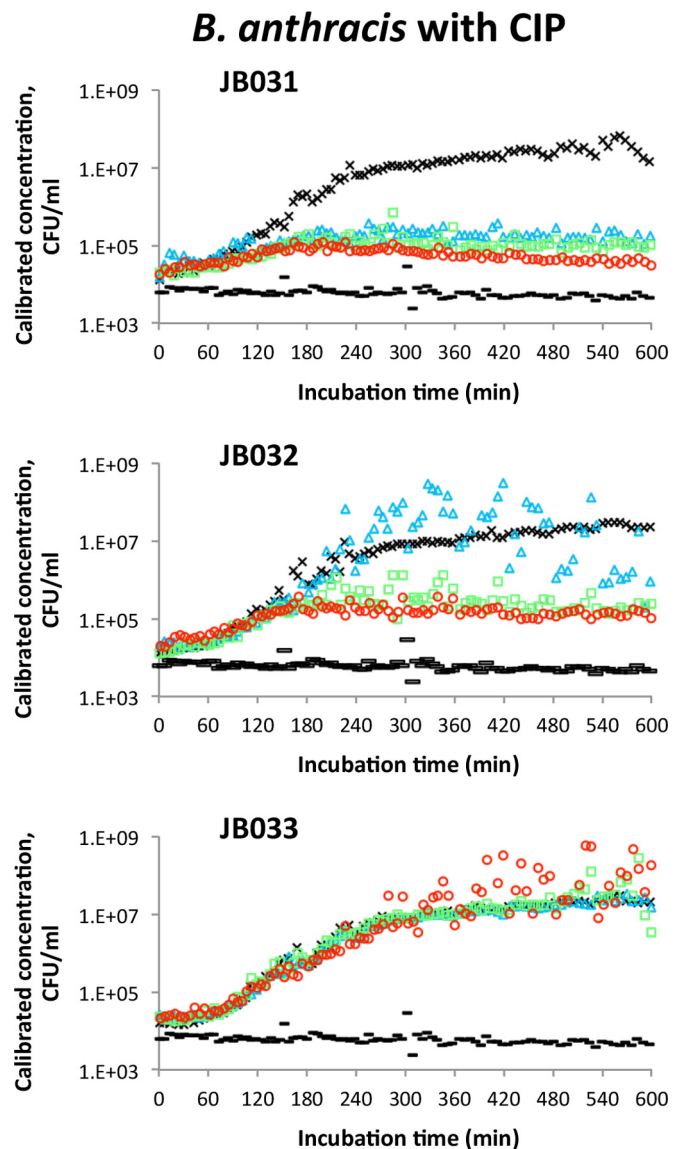 B. anthracis with CIP
JB031
Calibrated concentration,
CFU/ml
1.E+09
1.E+07
1.E+05
1.E+03
0 60 120 180 240 300 360 420 480 540 600
Incubation time (min)
JB032
Calibrated concentration,
CFU/ml
1.E+09
1.E+07
1.E+05
1.E+03
0 60 120 180 240 300 360 420 480 540 600
Incubation time (min)
JB033
Calibrated concentration,
CFU/ml
1.E+09
1.E+07
1.E+05
1.E+03
0 60 120 180 240 300 360 420 480 540 600
Incubation time (min)